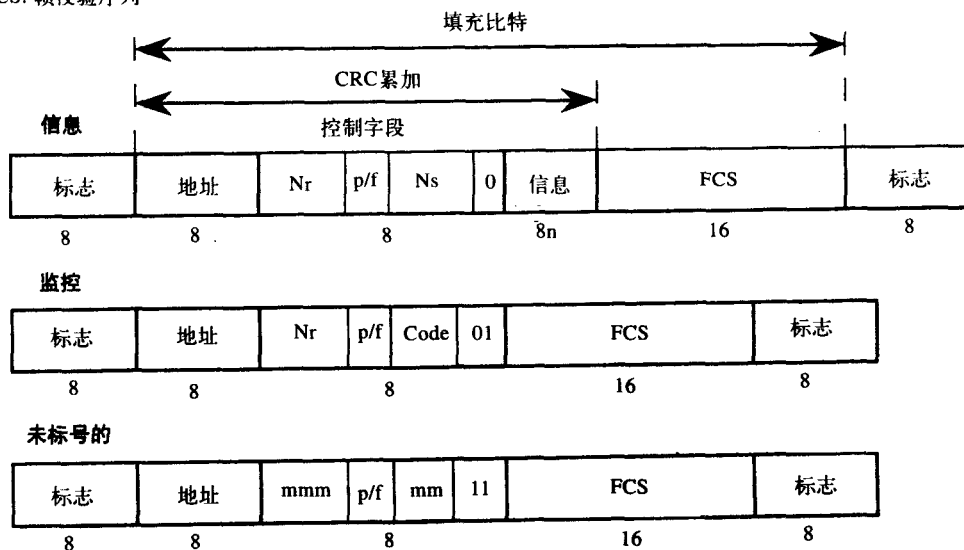 填充比特
CRC累加
信息
控制字段
标志 地址 Nr p/f Ns 0 信息 FCS 标志
8 8 8 8n 16 8
监控
标志 地址 Nr p/f Code 01 FCS 标志
8 8 8 16 8
未标号的
标志 地址 mmm p/f mm 11 FCS 标志
8 8 8 16 8